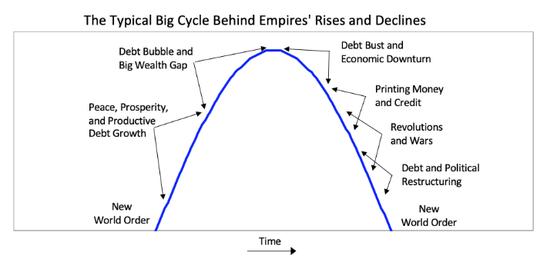 The Typical Big Cycle Behind Empires' Rises and Declines
Debt Bubble and
Big Wealth Gap
Debt Bust and
Economic Downturn
Peace, Prosperity,
and Productive
Debt Growth
Printing Money
and Credit
Revolutions
and Wars
Debt and Political
Restructuring
New
World Order
New
World Order
Time